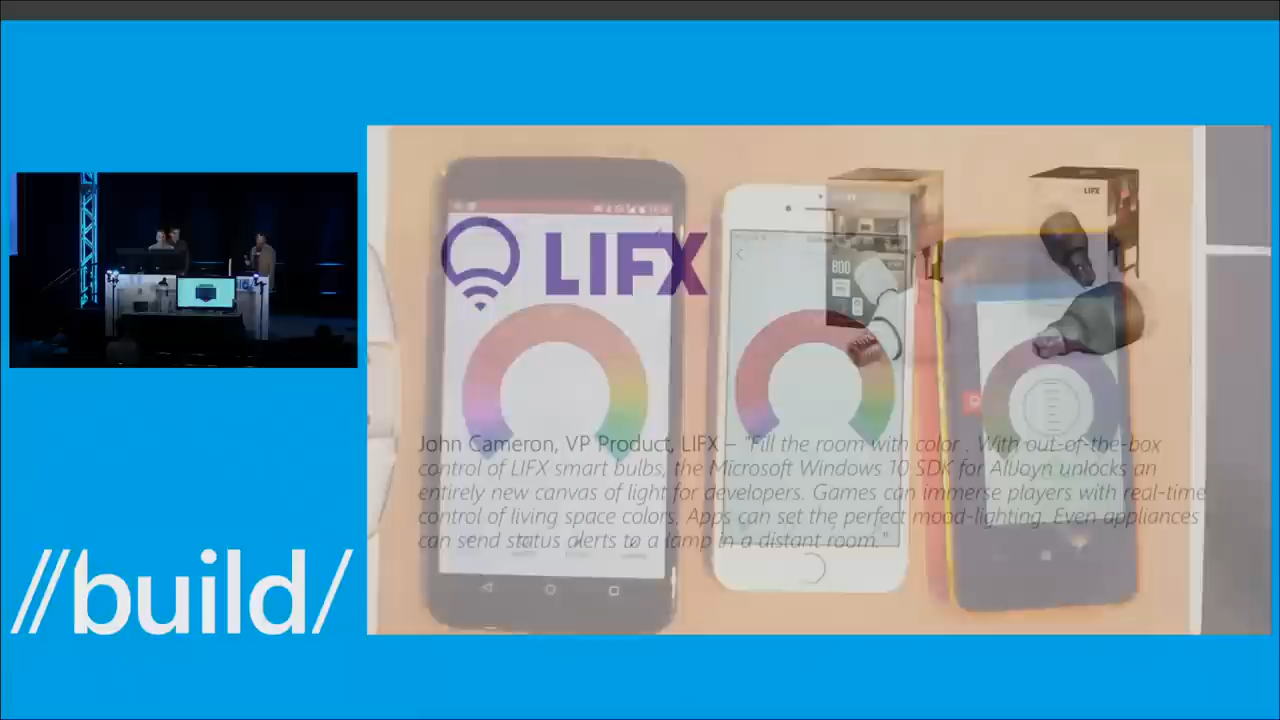 LIFX
LIFX
800
John Cameron, VP Product, LIFX – "Fill the room with color . With out-of-the-box
control of LIFX smart bulbs, the Microsoft Windows 10 SDK for AllJoyn unlocks an
entirely new canvas of light for developers. Games can immerse players with real-time
control of living space colors, Apps can set the perfect mood-lighting. Even appliances
can send status alerts to a lamp in a distant room."
//build/